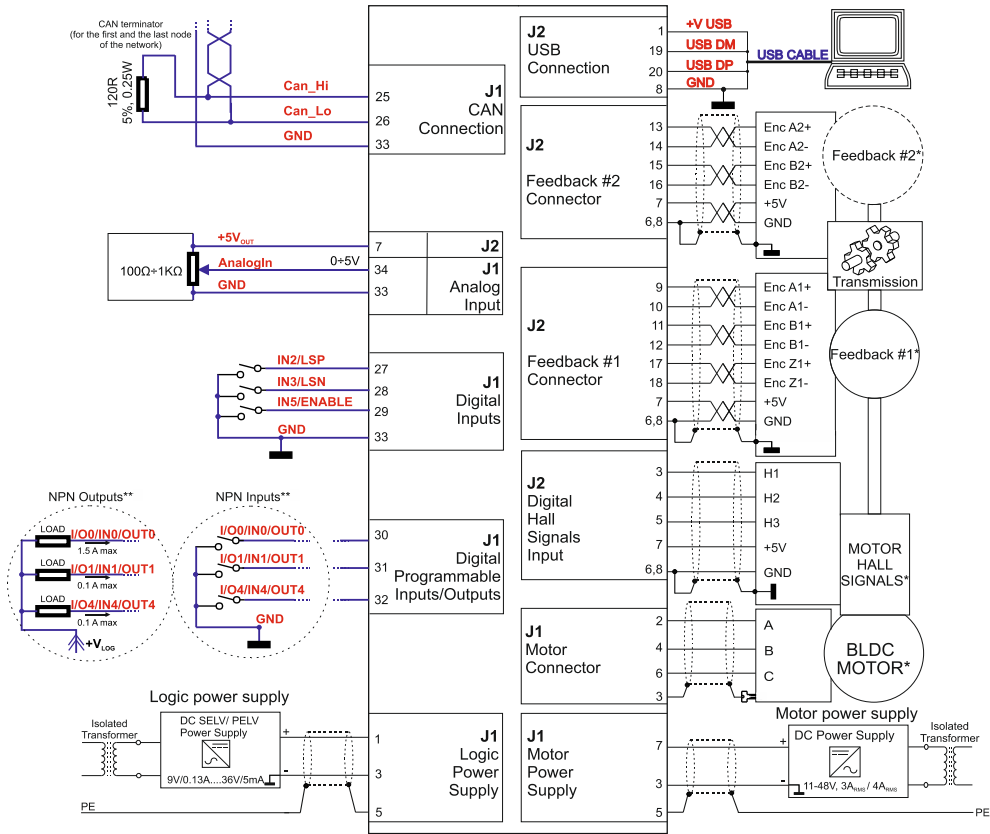 CAN terminator
(for the first and the last node
of the network)
120R
5%, 0.25W
Can_Hi
25
Can_Lo
26
GND
33
J1
CAN
Connection
+5VOUT
7
J2
100Ω÷1KΩ
AnalogIn
0÷5V
34
GND
33
J1
Analog
Input
IN2/LSP
27
IN3/LSN
28
IN5/ENABLE
29
GND
33
J1
Digital
Inputs
NPN Outputs**
LOAD
I/O0/IN0/OUT0
1.5 A max
LOAD
I/O1/IN1/OUT1
0.1 A max
LOAD
I/O4/IN4/OUT4
0.1 A max
+VLOG
NPN Inputs**
I/O0/IN0/OUT0
30
I/O1/IN1/OUT1
31
I/O4/IN4/OUT4
32
GND
J1
Digital
Programmable
Inputs/Outputs
Logic power supply
Isolated
Transformer
DC SELV/ PELV
Power Supply
9V/0.13A....36V/5mA
+
-
PE
1
3
5
J1
Logic
Power
Supply
J2
USB
Connection
1
+V USB
19
USB DM
20
USB DP
8
GND
USB CABLE
J2
Feedback #2
Connector
13
Enc A2+
14
Enc A2-
15
Enc B2+
16
Enc B2-
7
+5V
6,8
GND
Feedback #2*
Transmission
J2
Feedback #1
Connector
9
Enc A1+
10
Enc A1-
11
Enc B1+
12
Enc B1-
17
Enc Z1+
18
Enc Z1-
7
+5V
6,8
GND
Feedback #1*
J2
Digital
Hall
Signals
Input
3
H1
4
H2
5
H3
7
+5V
6,8
GND
MOTOR
HALL
SIGNALS*
J1
Motor
Connector
2
A
4
B
6
C
3
BLDC
MOTOR*
J1
Motor
Power
Supply
7
3
5
+
-
Motor power supply
DC Power Supply
11-48V, 3ARMS / 4ARMS
Isolated
Transformer
PE